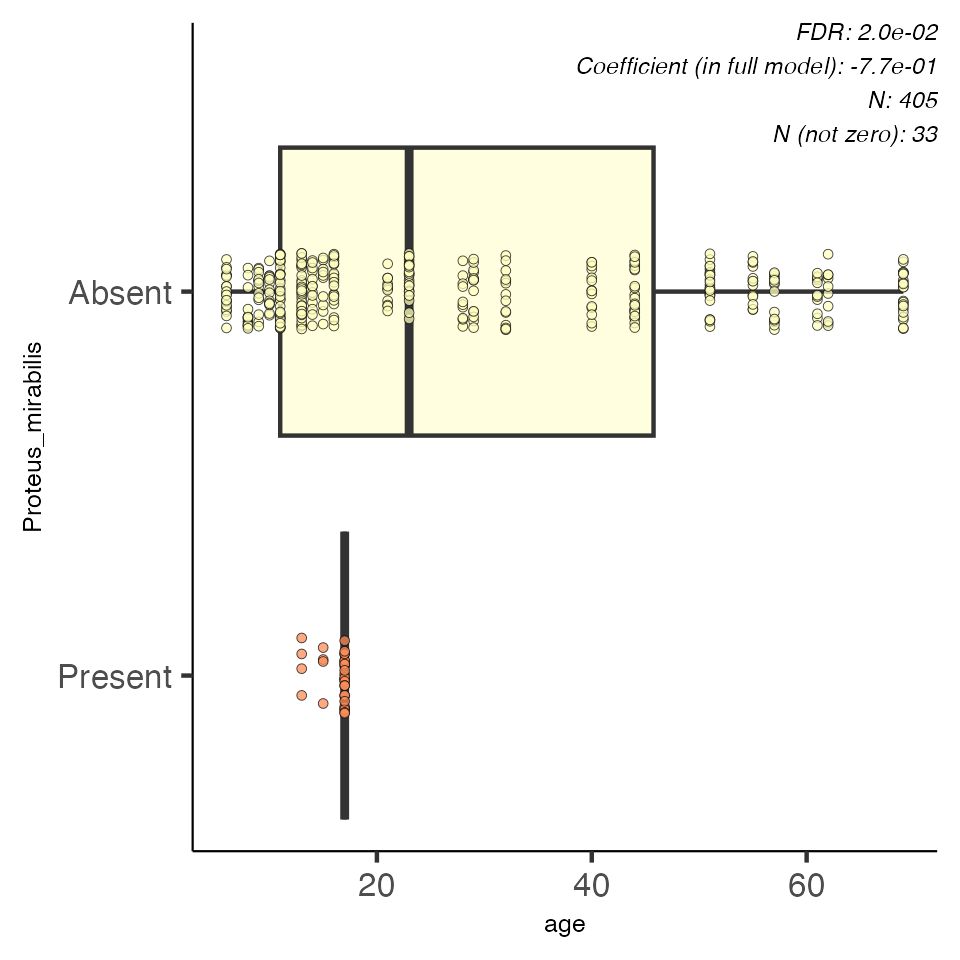 FDR: 2.0e-02
Coefficient (in full model): -7.7e-01
N: 405
N (not zero): 33
Absent
Proteus_mirabilis
Present
20 40 60
age